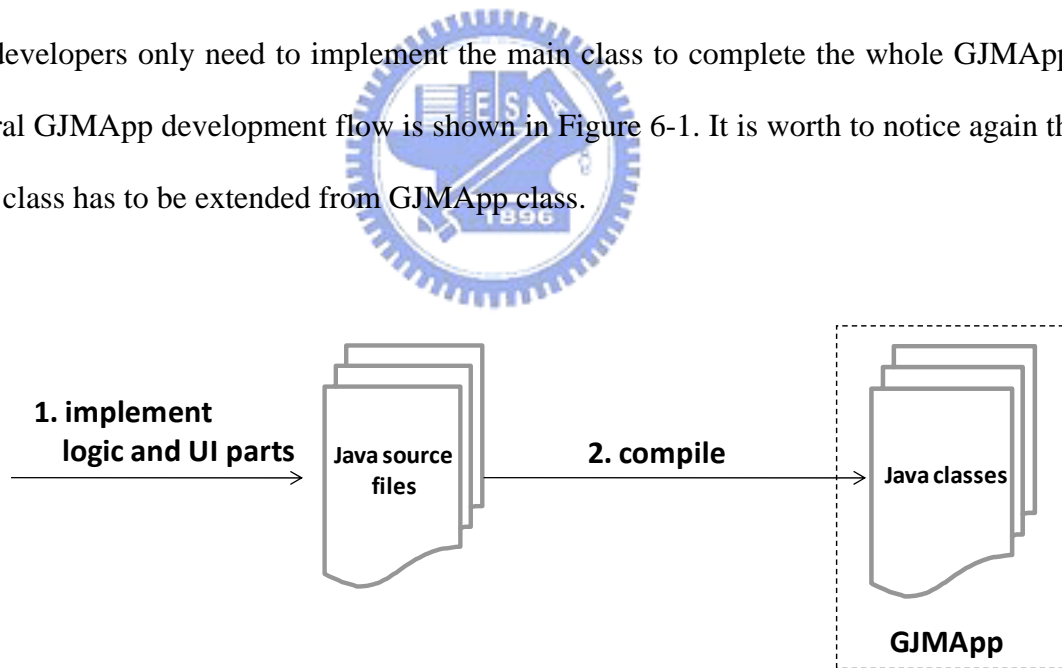 developers only need to implement the main class to complete the whole GJMApp
ral GJMApp development flow is shown in Figure 6-1. It is worth to notice again th
class has to be extended from GJMApp class.
E S A
1896
1. implement
logic and UI parts
Java source
files
2. compile
Java classes
GJMApp